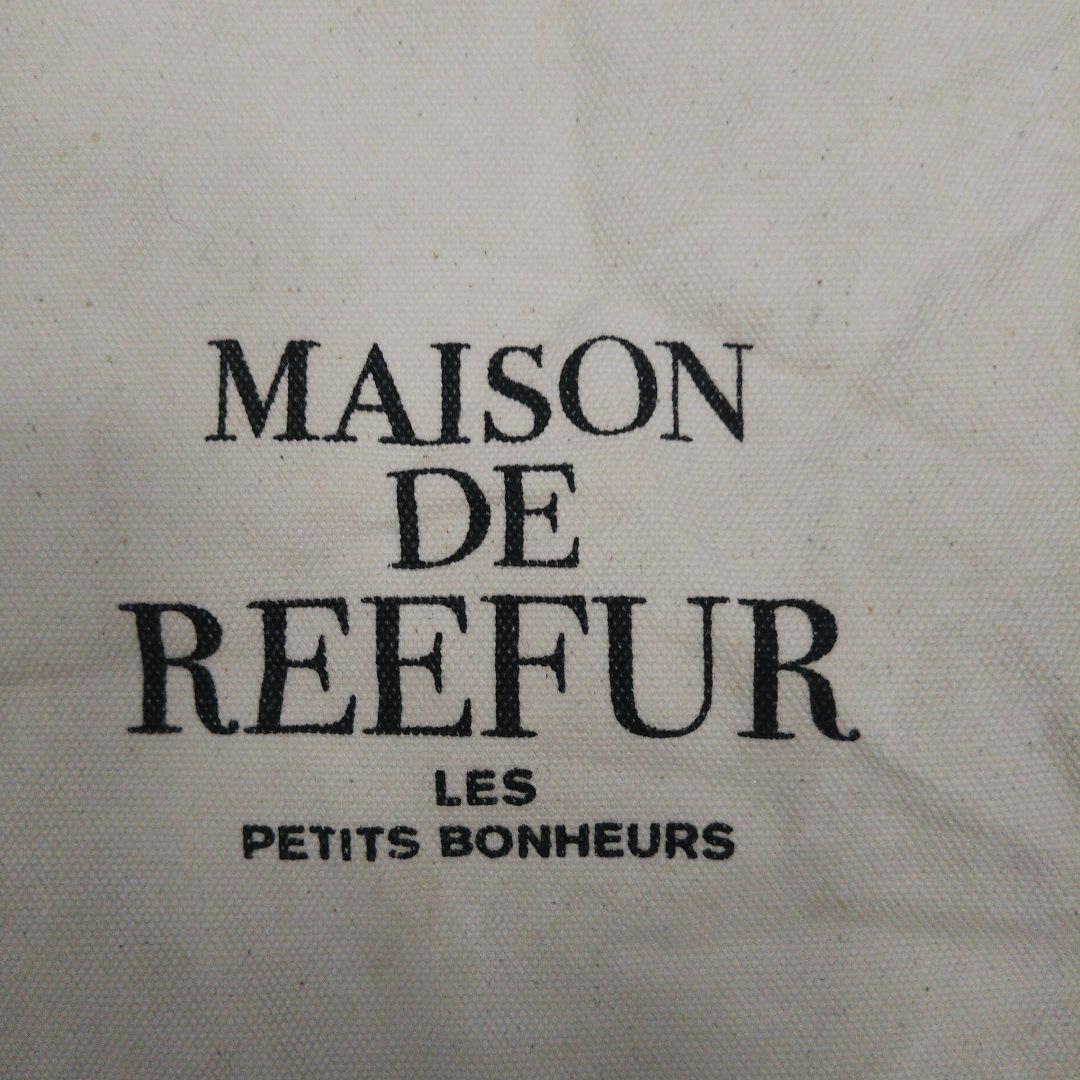 MAISON
DE
REEFUR
LES
PETITS BONHEURS